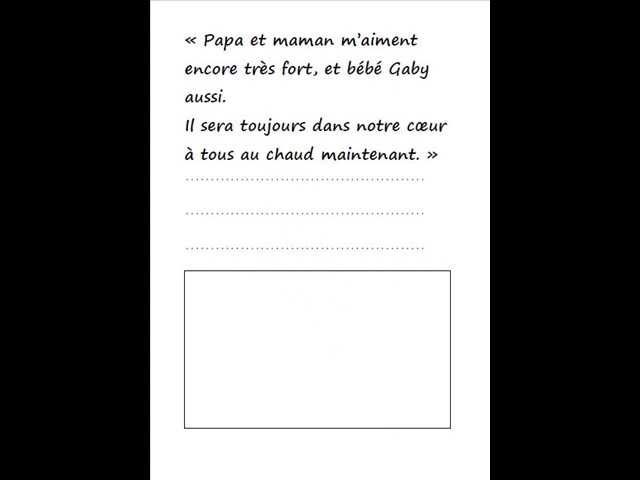 « Papa et maman m’aiment
encore très fort, et bébé Gaby
aussi.
Il sera toujours dans notre cœur
à tous au chaud maintenant. »